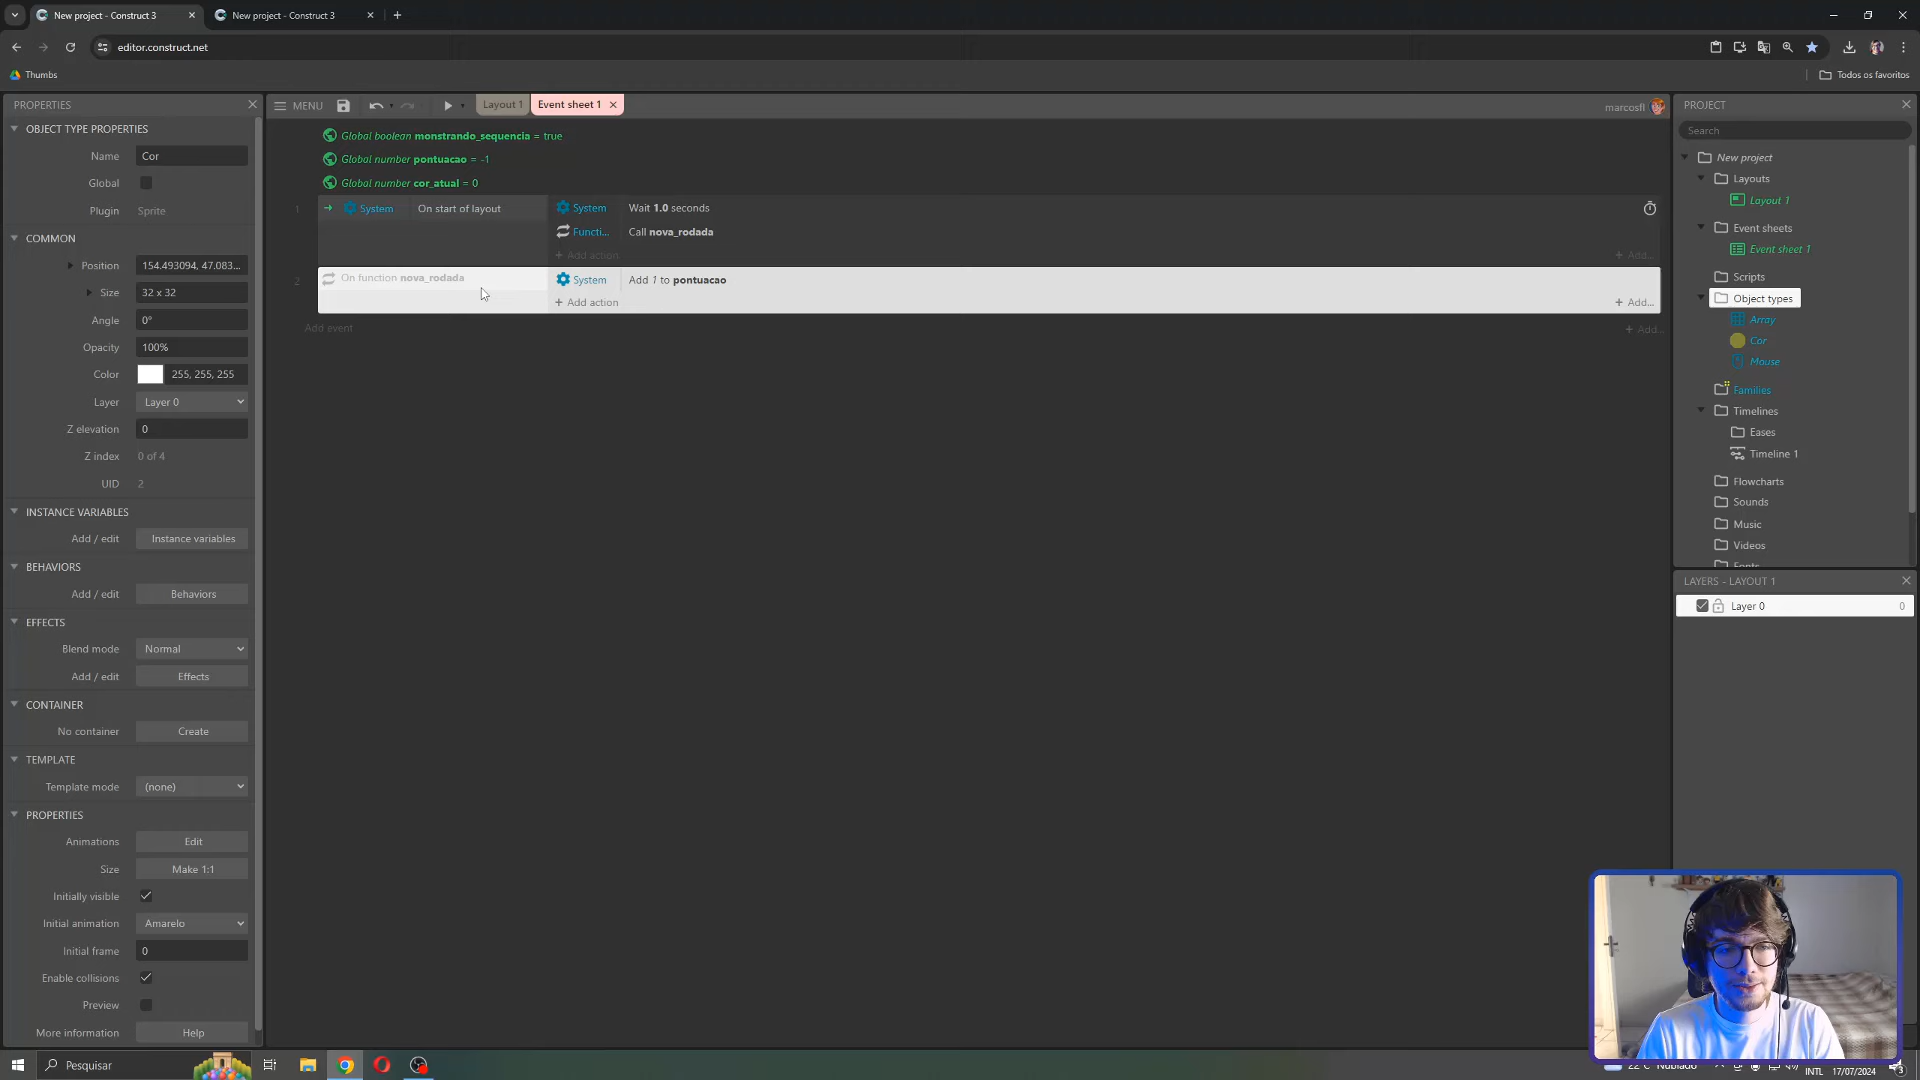 New project - Construct 3
New project - Construct 3
editor.construct.net
Thumbs
Todos os favoritos
PROPERTIES
OBJECT TYPE PROPERTIES
Name Cor
Global
Plugin Sprite
COMMON
Position 154.493094, 47.083...
Size 32 x 32
Angle 0°
Opacity 100%
Color 255, 255, 255
Layer Layer 0
Z elevation 0
Z index 0 of 4
UID 2
INSTANCE VARIABLES
Add / edit Instance variables
BEHAVIORS
Add / edit Behaviors
EFFECTS
Blend mode Normal
Add / edit Effects
CONTAINER
No container Create
TEMPLATE
Template mode (none)
PROPERTIES
Animations Edit
Size Make 1:1
Initially visible
Initial animation Amarelo
Initial frame 0
Enable collisions
Preview
More information Help
MENU
Layout 1
Event sheet 1
marcosfl
Global boolean monstrando_sequencia = true
Global number pontuacao = -1
Global number cor_atual = 0
1 System On start of layout System Wait 1.0 seconds
Functi... Call nova_rodada
+ Add action + Add...
2 On function nova_rodada System Add 1 to pontuacao
+ Add action + Add...
Add event + Add...
PROJECT
Search
New project
Layouts
Layout 1
Event sheets
Event sheet 1
Scripts
Object types
Array
Cor
Mouse
Families
Timelines
Eases
Timeline 1
Flowcharts
Sounds
Music
Videos
LAYERS - LAYOUT 1
Layer 0 0
Pesquisar
22°C Nublado
INTL 17/07/2024
3